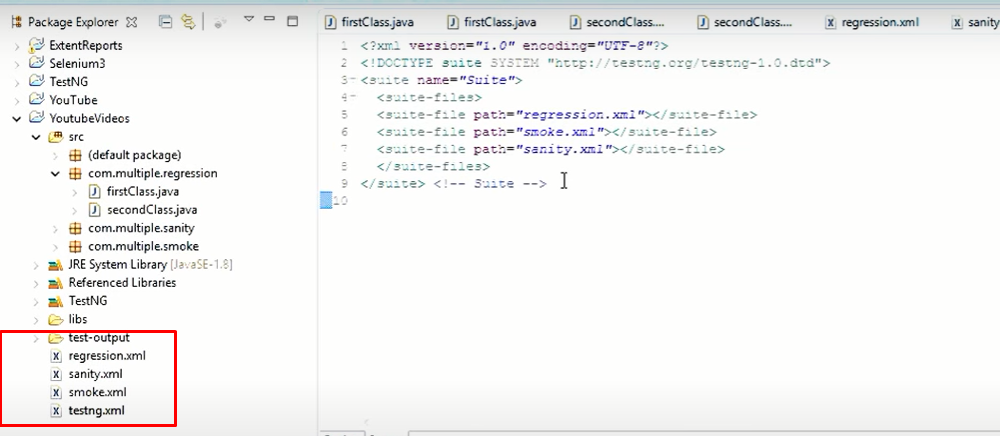 Package Explorer
firstClass.java
firstClass.java
secondClass....
secondClass....
regression.xml
sanity
ExtentReports
Selenium3
TestNG
YouTube
YoutubeVideos
src
(default package)
com.multiple.regression
firstClass.java
secondClass.java
com.multiple.sanity
com.multiple.smoke
JRE System Library [JavaSE-1.8]
Referenced Libraries
TestNG
libs
test-output
regression.xml
sanity.xml
smoke.xml
testng.xml
1 <?xml version="1.0" encoding="UTF-8"?>
2 <!DOCTYPE suite SYSTEM "http://testng.org/testng-1.0.dtd">
3 <suite name="Suite">
4 <suite-files>
5 <suite-file path="regression.xml"></suite-file>
6 <suite-file path="smoke.xml"></suite-file>
7 <suite-file path="sanity.xml"></suite-file>
8 </suite-files>
9 </suite> <!-- Suite -->
10